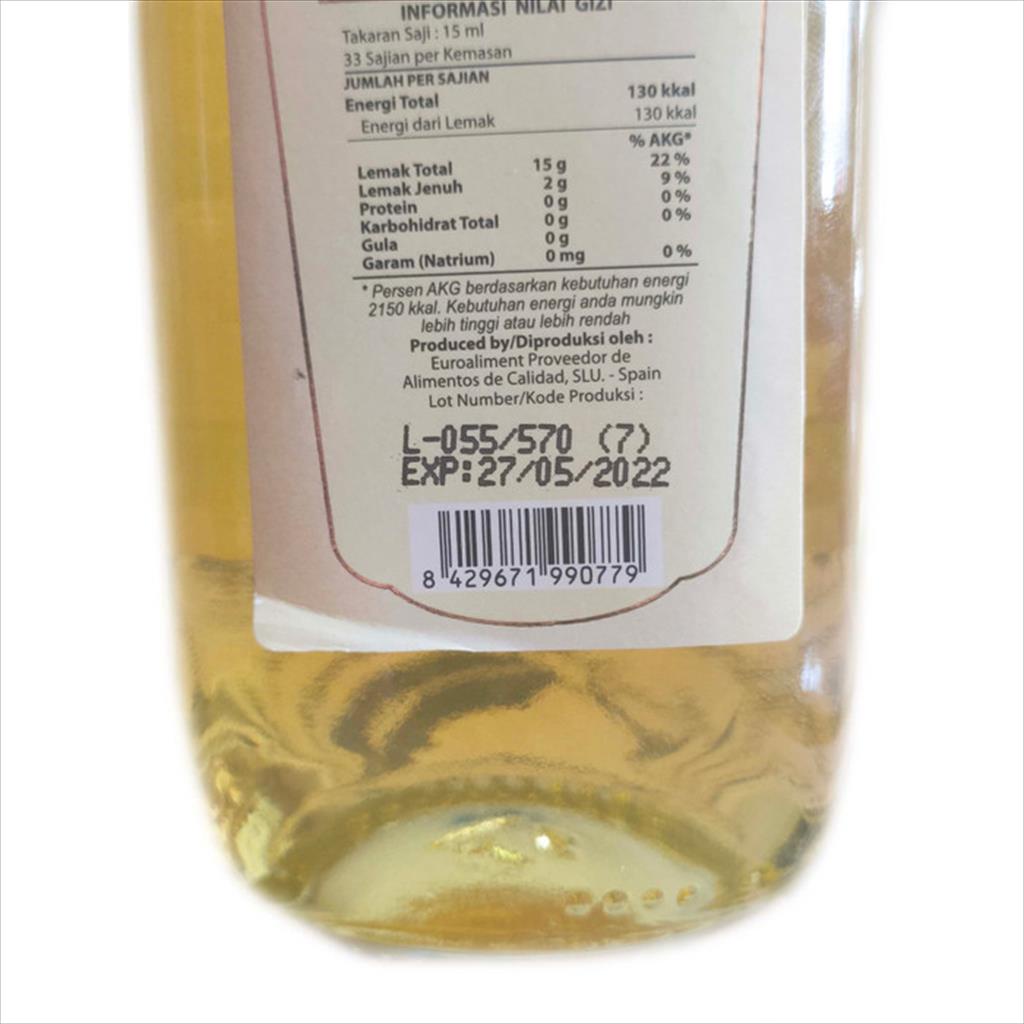 INFORMASI NILAI GIZI
Takaran Saji : 15 ml
33 Sajian per Kemasan
JUMLAH PER SAJIAN
Energi Total 130 kkal
Energi dari Lemak 130 kkal
% AKG*
Lemak Total 15 g 22 %
Lemak Jenuh 2 g 9 %
Protein 0 g 0 %
Karbohidrat Total 0 g 0 %
Gula 0 g
Garam (Natrium) 0 mg 0 %
* Persen AKG berdasarkan kebutuhan energi
2150 kkal. Kebutuhan energi anda mungkin
lebih tinggi atau lebih rendah
Produced by/Diproduksi oleh :
Euroaliment Proveedor de
Alimentos de Calidad, SLU. - Spain
Lot Number/Kode Produksi :
L-055/570 (7)
EXP:27/05/2022
8 429671 990779